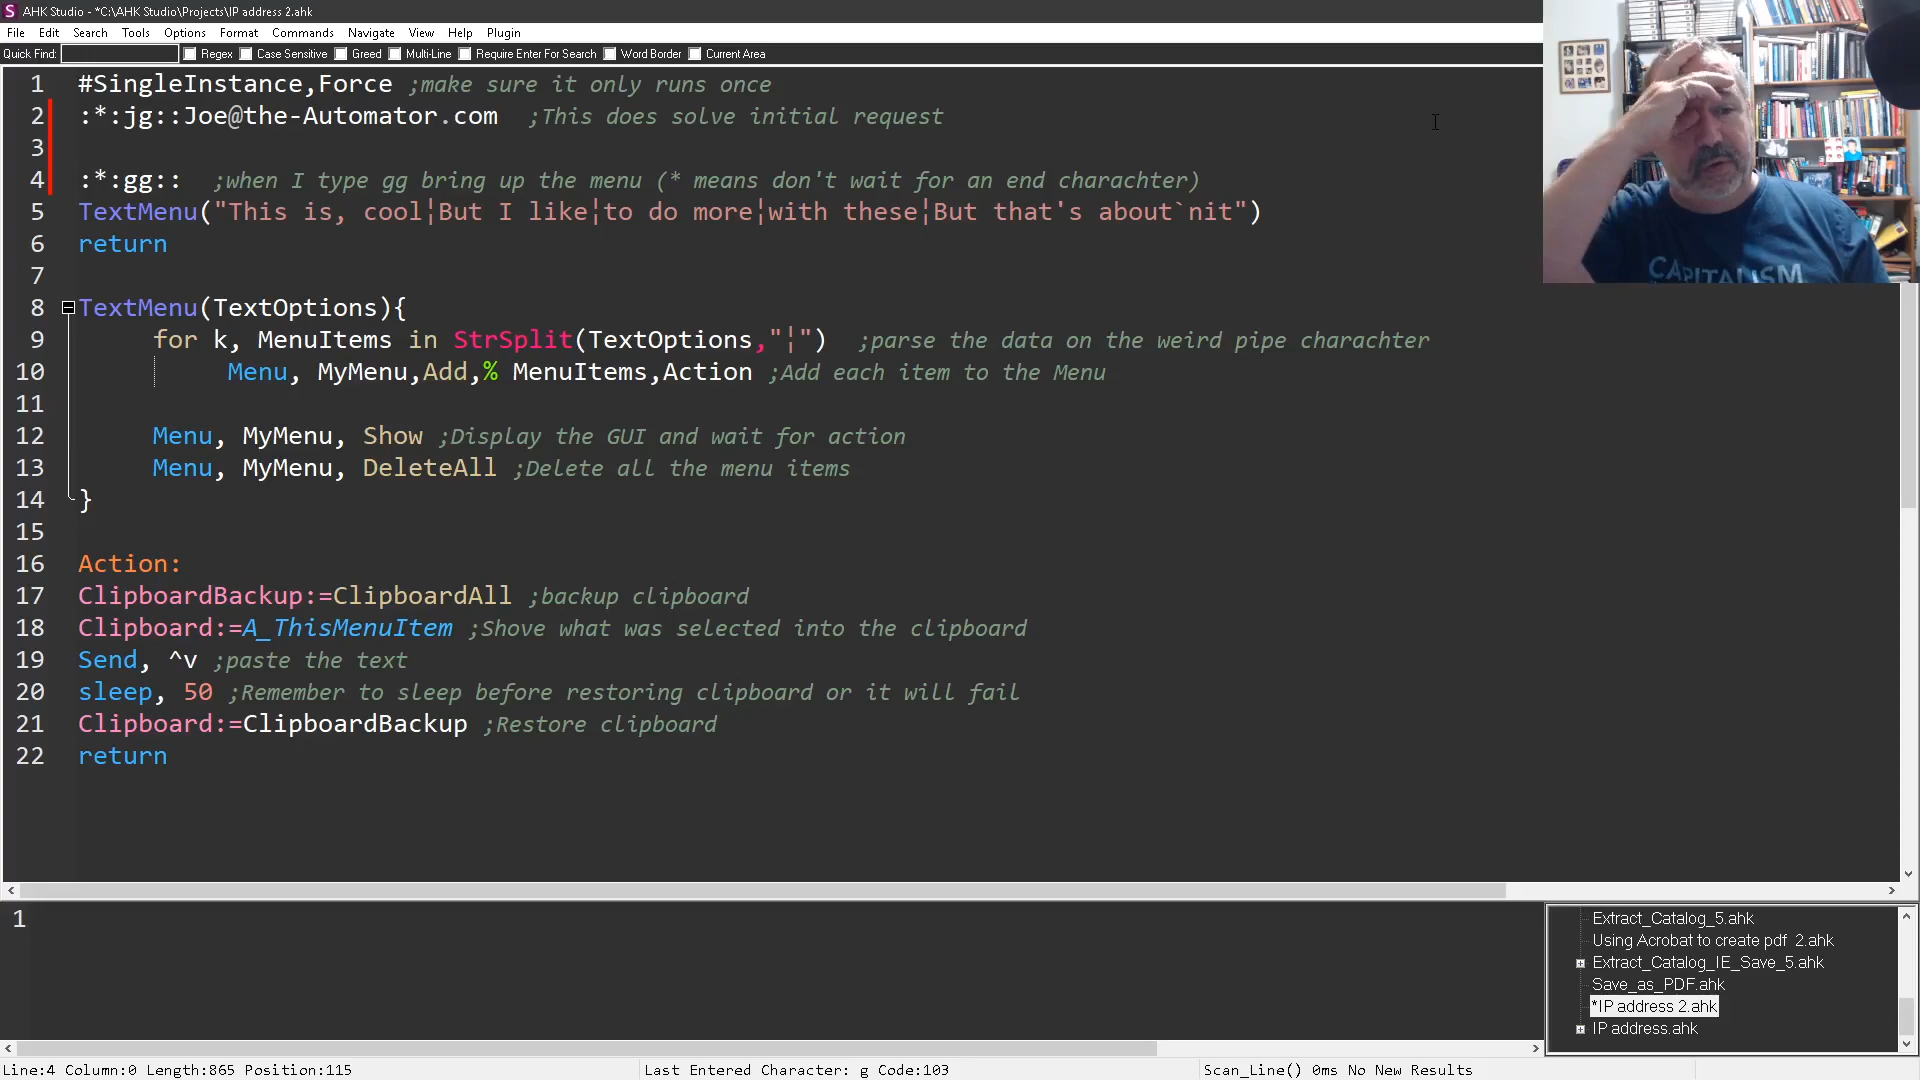 AHK Studio - *C:\AHK Studio\Projects\IP address 2.ahk
File Edit Search Tools Options Format Commands Navigate View Help Plugin
Quick Find: Regex Case Sensitive Greed Multi-Line Require Enter For Search Word Border Current Area
1 #SingleInstance,Force ;make sure it only runs once
2 :*:jg::Joe@the-Automator.com ;This does solve initial request
3
4 :*:gg:: ;when I type gg bring up the menu (* means don't wait for an end charachter)
5 TextMenu("This is, cool¦But I like¦to do more¦with these¦But that's about`nit")
6 return
7
8 TextMenu(TextOptions){
9 for k, MenuItems in StrSplit(TextOptions,"¦") ;parse the data on the weird pipe charachter
10 Menu, MyMenu,Add,% MenuItems,Action ;Add each item to the Menu
11
12 Menu, MyMenu, Show ;Display the GUI and wait for action
13 Menu, MyMenu, DeleteAll ;Delete all the menu items
14 }
15
16 Action:
17 ClipboardBackup:=ClipboardAll ;backup clipboard
18 Clipboard:=A_ThisMenuItem ;Shove what was selected into the clipboard
19 Send, ^v ;paste the text
20 sleep, 50 ;Remember to sleep before restoring clipboard or it will fail
21 Clipboard:=ClipboardBackup ;Restore clipboard
22 return
CAPITALISM
1
Extract_Catalog_5.ahk
Using Acrobat to create pdf 2.ahk
Extract_Catalog_IE_Save_5.ahk
Save_as_PDF.ahk
*IP address 2.ahk
IP address.ahk
Line:4 Column:0 Length:865 Position:115 Last Entered Character: g Code:103 Scan_Line() 0ms No New Results